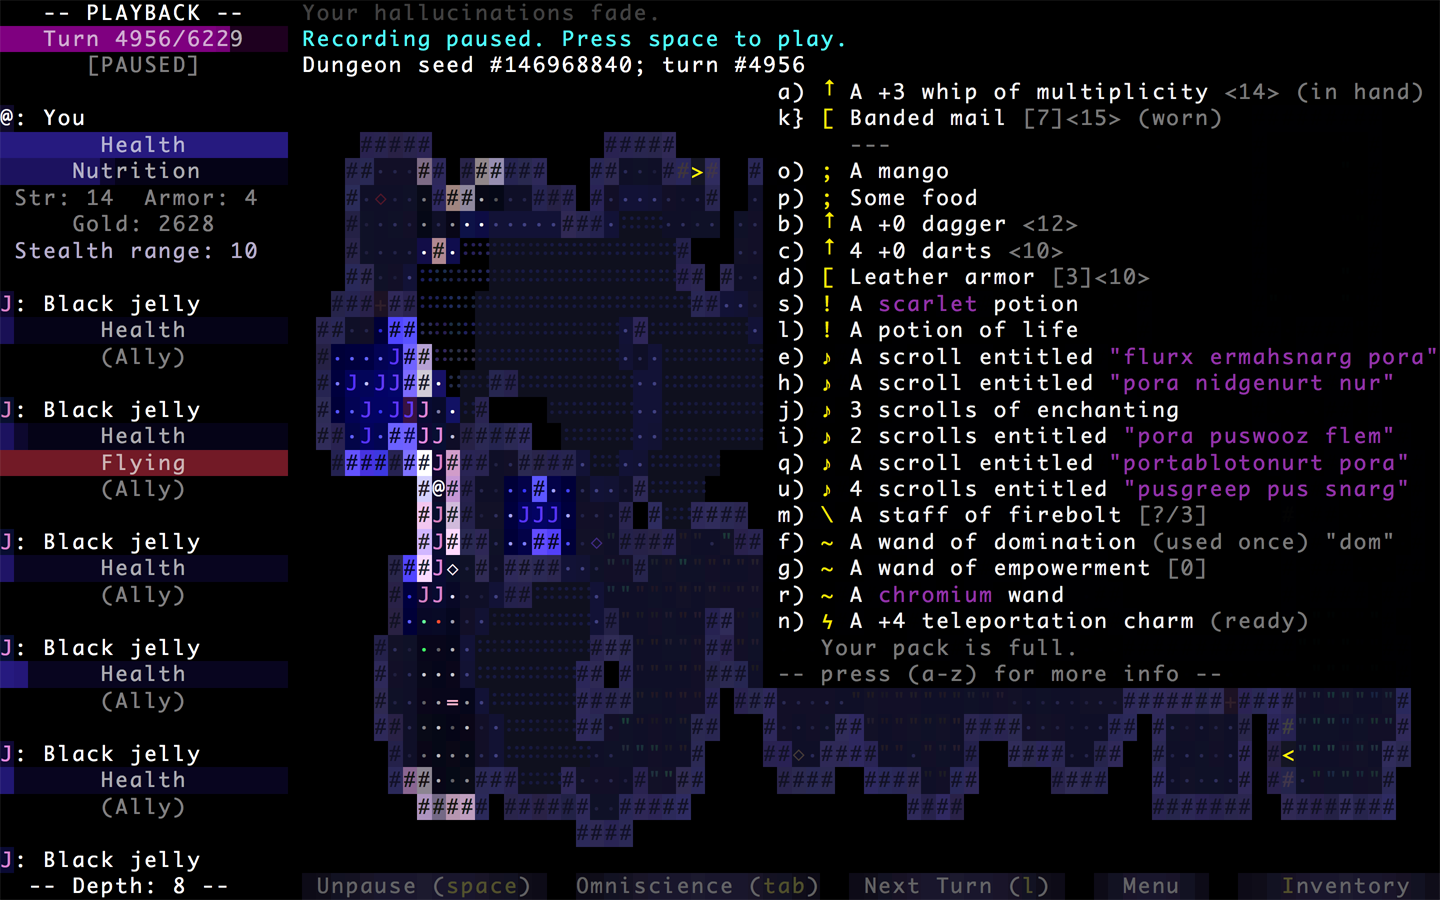 -- PLAYBACK --
Turn 4956/6229
[PAUSED]
Your hallucinations fade.
Recording paused. Press space to play.
Dungeon seed #146968840; turn #4956
@: You
Health
Nutrition
Str: 14 Armor: 4
Gold: 2628
Stealth range: 10
J: Black jelly
Health
(Ally)
J: Black jelly
Health
Flying
(Ally)
J: Black jelly
Health
(Ally)
J: Black jelly
Health
(Ally)
J: Black jelly
Health
(Ally)
J: Black jelly
-- Depth: 8 --
a) ↑ A +3 whip of multiplicity <14> (in hand)
k} [ Banded mail [7]<15> (worn)
---
o) ; A mango
p) ; Some food
b) ↑ A +0 dagger <12>
c) ↑ 4 +0 darts <10>
d) [ Leather armor [3]<10>
s) ! A scarlet potion
l) ! A potion of life
e) ♪ A scroll entitled "flurx ermahsnarg pora"
h) ♪ A scroll entitled "pora nidgenurt nur"
j) ♪ 3 scrolls of enchanting
i) ♪ 2 scrolls entitled "pora puswooz flem"
q) ♪ A scroll entitled "portablotonurt pora"
u) ♪ 4 scrolls entitled "pusgreep pus snarg"
m) \ A staff of firebolt [?/3]
f) ~ A wand of domination (used once) "dom"
g) ~ A wand of empowerment [0]
r) ~ A chromium wand
n) ϟ A +4 teleportation charm (ready)
Your pack is full.
-- press (a-z) for more info --
Unpause (space) Omniscience (tab) Next Turn (l) Menu Inventory